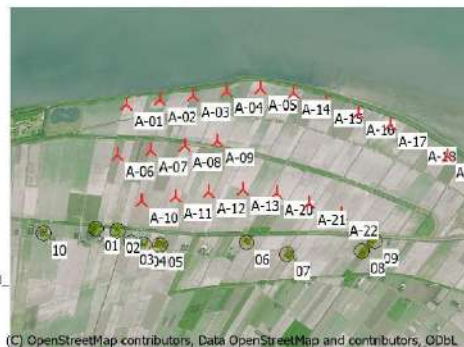 A-01
A-02
A-03
A-04
A-05
A-14
A-15
A-16
A-17
A-18
A-06
A-07
A-08
A-09
A-10
A-11
A-12
A-13
A-20
A-21
A-22
10
01
02
03
04
05
06
07
08
09
(C) OpenStreetMap contributors, Data OpenStreetMap and contributors, ODbL